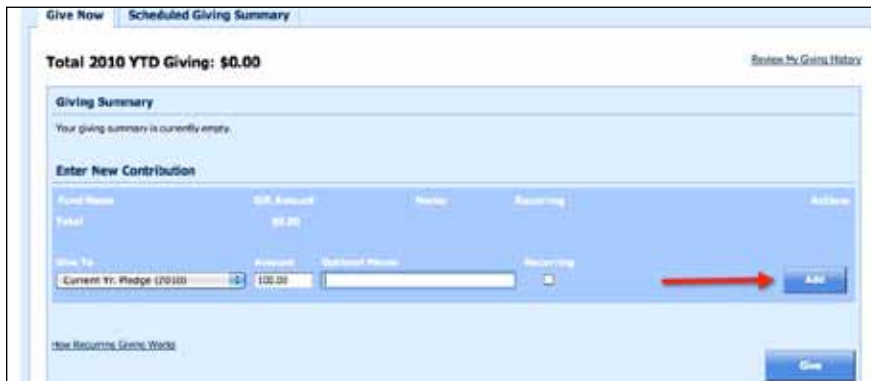 Give Now Scheduled Giving Summary
Total 2010 YTD Giving: $0.00 Review My Giving History
Giving Summary
Your giving summary is currently empty.
Enter New Contribution
Fund Name Gift Amount Memo Recurring Actions
Total $0.00
Give To Amount Optional Memo Recurring
Current Yr. Pledge (2010) 100.00 Add
How Recurring Giving Works
Give